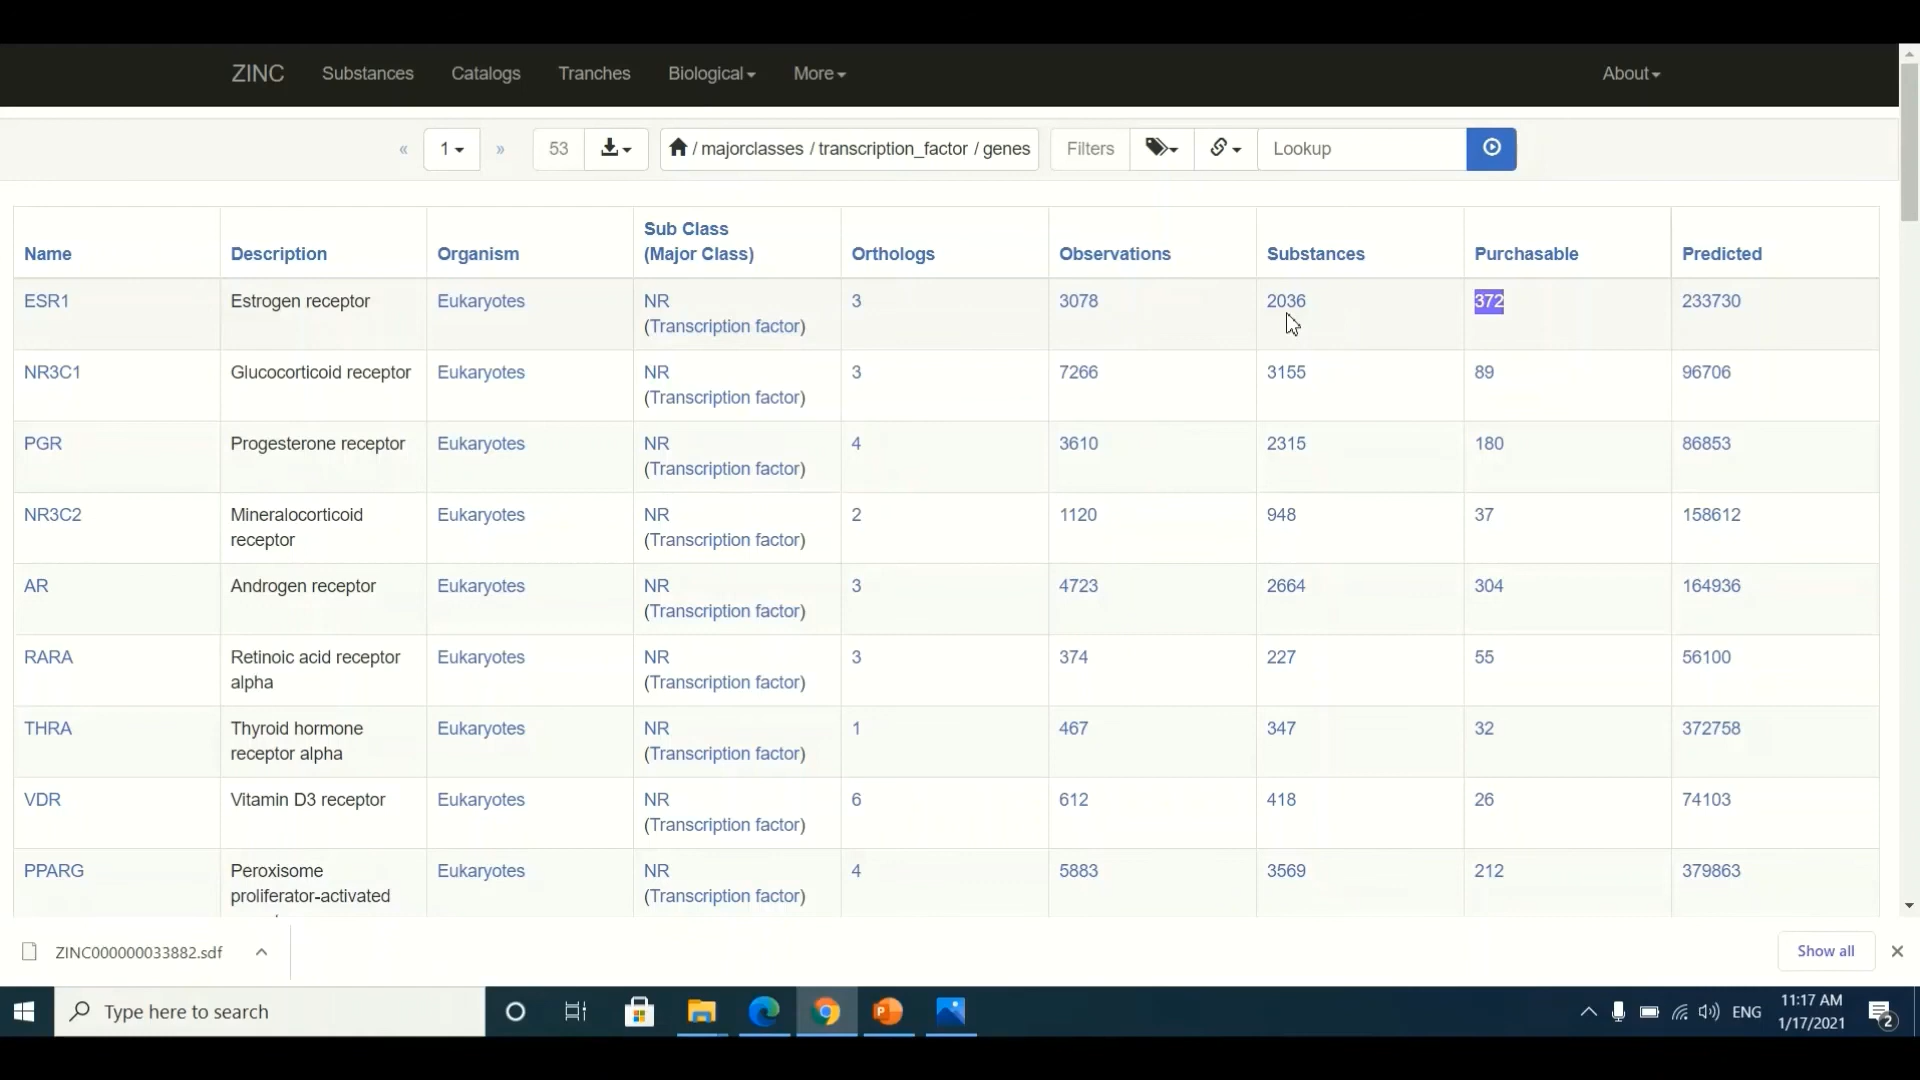 ZINC Substances Catalogs Tranches Biological More About
« 1 » 53 / majorclasses / transcription_factor / genes Filters Lookup
Name Description Organism Sub Class (Major Class) Orthologs Observations Substances Purchasable Predicted
ESR1 Estrogen receptor Eukaryotes NR 3 3078 2036 372 233730
(Transcription factor)
NR3C1 Glucocorticoid receptor Eukaryotes NR 3 7266 3155 89 96706
(Transcription factor)
PGR Progesterone receptor Eukaryotes NR 4 3610 2315 180 86853
(Transcription factor)
NR3C2 Mineralocorticoid Eukaryotes NR 2 1120 948 37 158612
receptor (Transcription factor)
AR Androgen receptor Eukaryotes NR 3 4723 2664 304 164936
(Transcription factor)
RARA Retinoic acid receptor Eukaryotes NR 3 374 227 55 56100
alpha (Transcription factor)
THRA Thyroid hormone Eukaryotes NR 1 467 347 32 372758
receptor alpha (Transcription factor)
VDR Vitamin D3 receptor Eukaryotes NR 6 612 418 26 74103
(Transcription factor)
PPARG Peroxisome Eukaryotes NR 4 5883 3569 212 379863
proliferator-activated (Transcription factor)
ZINC000000033882.sdf Show all
Type here to search ENG 11:17 AM
1/17/2021 2